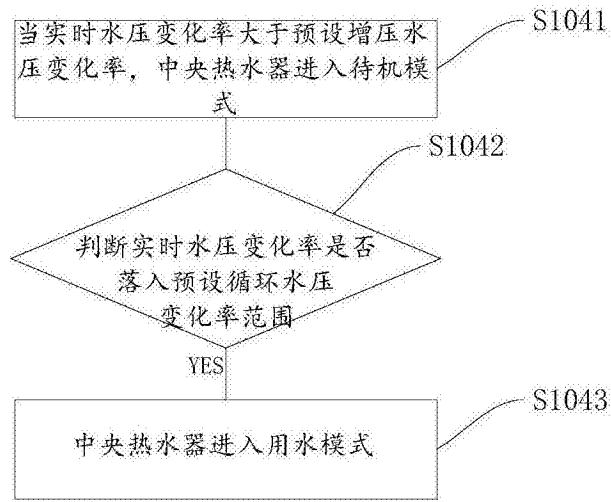 S1041
当实时水压变化率大于预设增压水
压变化率，中央热水器进入待机模
式
S1042
判断实时水压变化率是否
落入预设循环水压
变化率范围
YES
S1043
中央热水器进入用水模式